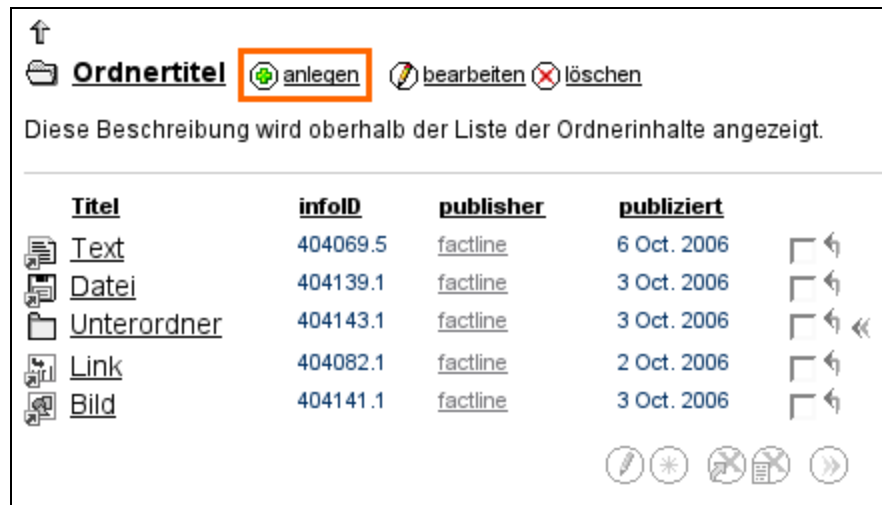 Ordnertitel anlegen bearbeiten löschen
Diese Beschreibung wird oberhalb der Liste der Ordnerinhalte angezeigt.
Titel infoID publisher publiziert
Text 404069.5 factline 6 Oct. 2006
Datei 404139.1 factline 3 Oct. 2006
Unterordner 404143.1 factline 3 Oct. 2006
Link 404082.1 factline 2 Oct. 2006
Bild 404141.1 factline 3 Oct. 2006